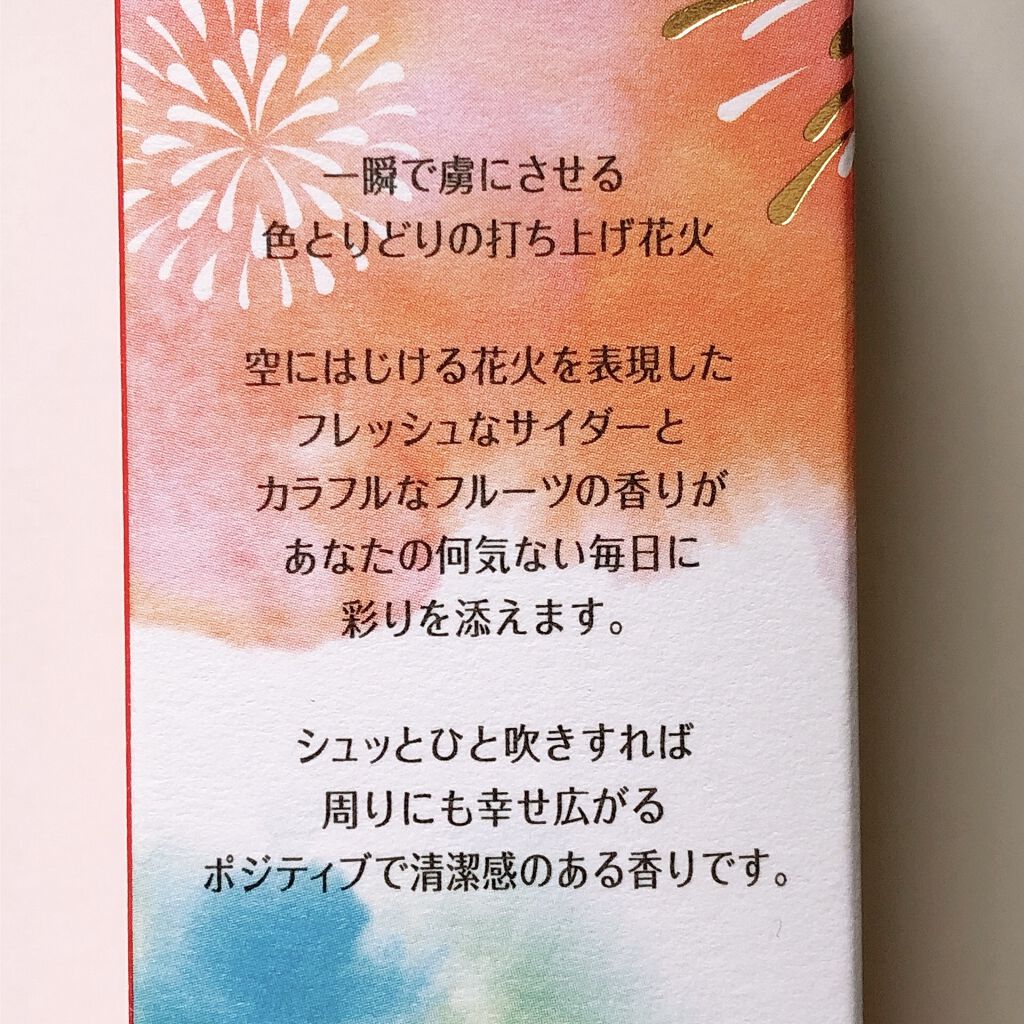 一瞬で虜にさせる
色とりどりの打ち上げ花火
空にはじける花火を表現した
フレッシュなサイダーと
カラフルなフルーツの香りが
あなたの何気ない毎日に
彩りを添えます。
シュッとひと吹きすれば
周りにも幸せ広がる
ポジティブで清潔感のある香りです。